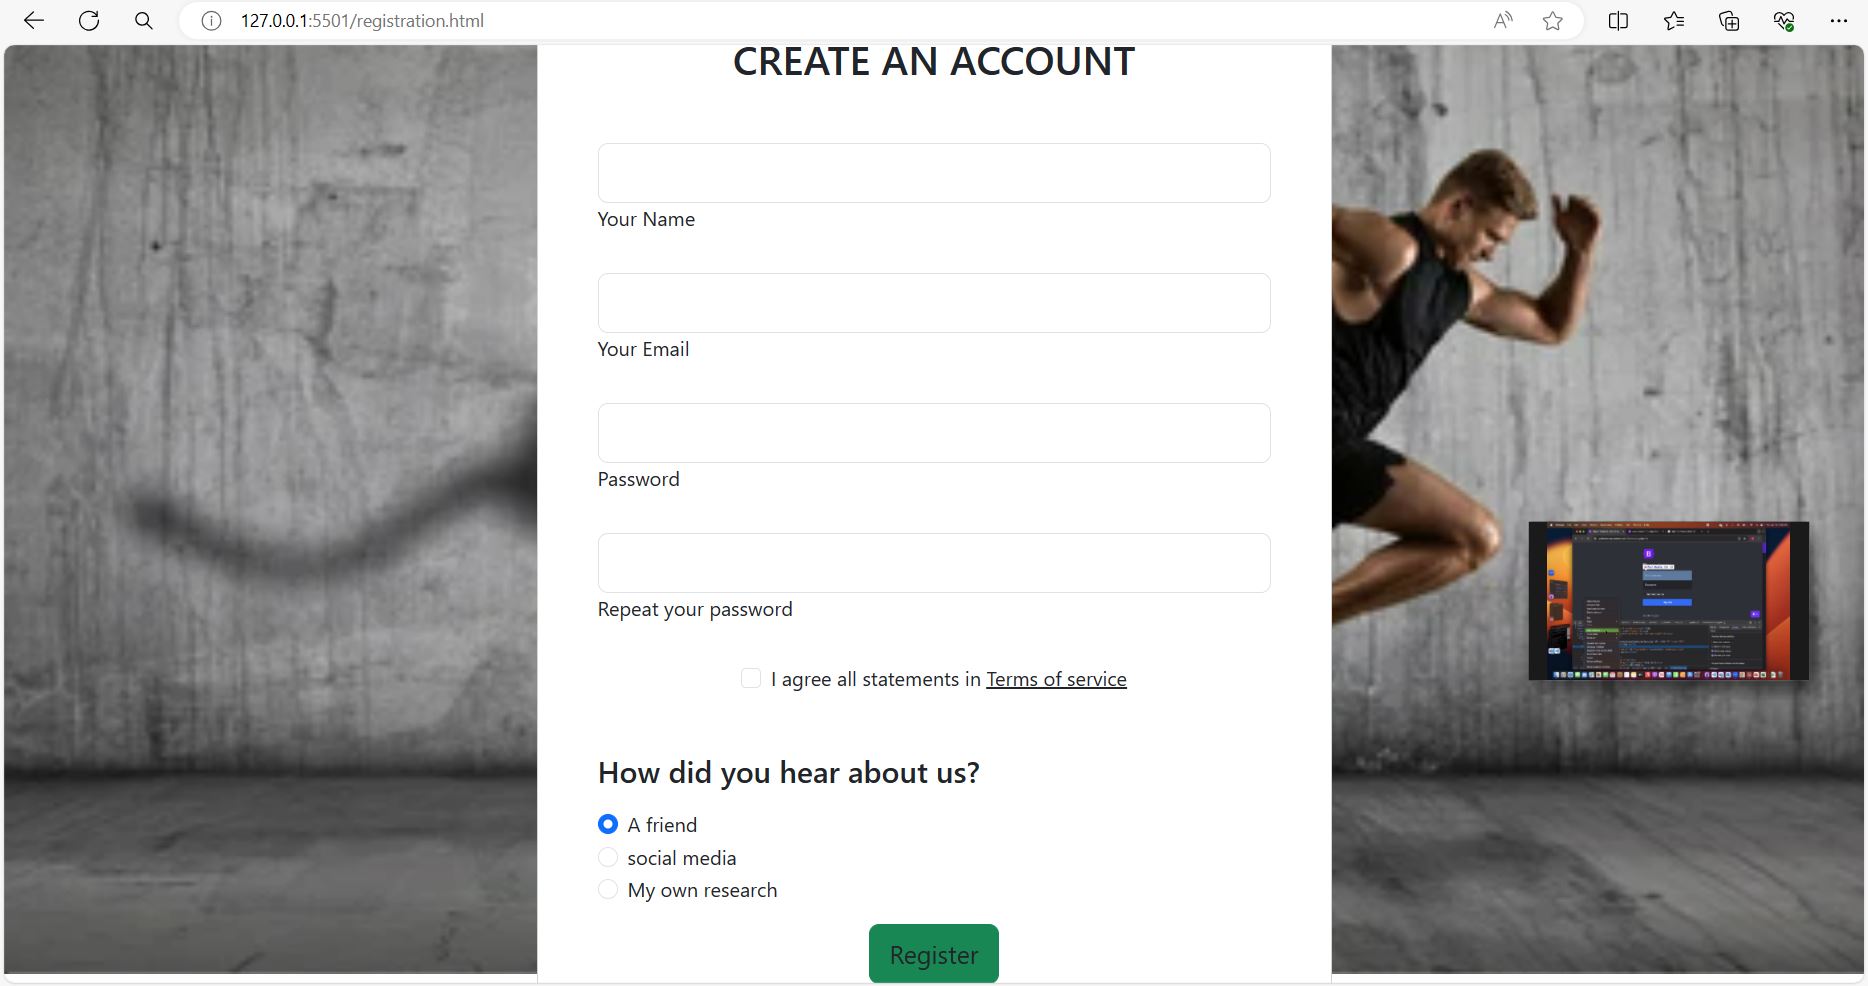 127.0.0.1:5501/registration.html
CREATE AN ACCOUNT
Your Name
Your Email
Password
Repeat your password
I agree all statements in Terms of service
How did you hear about us?
A friend
social media
My own research
Register